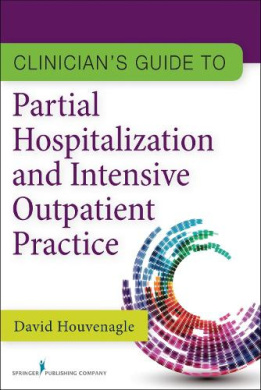 CLINICIAN'S GUIDE TO
Partial
Hospitalization
and Intensive
Outpatient
Practice
David Houvenagle
SPRINGER PUBLISHING COMPANY